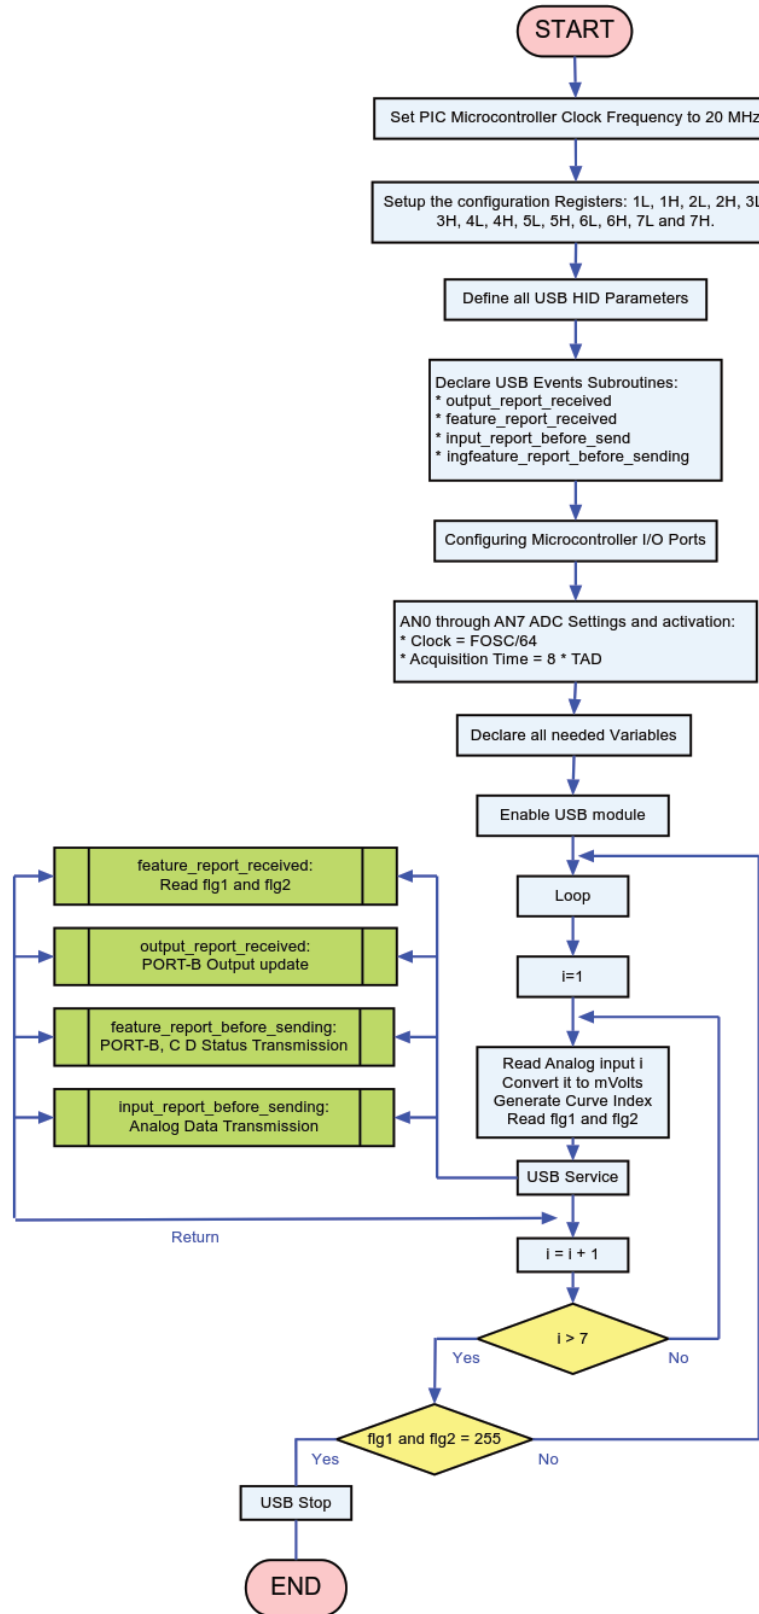 START
Set PIC Microcontroller Clock Frequency to 20 MHz
Setup the configuration Registers: 1L, 1H, 2L, 2H, 3L
3H, 4L, 4H, 5L, 5H, 6L, 6H, 7L and 7H.
Define all USB HID Parameters
Declare USB Events Subroutines:
* output_report_received
* feature_report_received
* input_report_before_send
* ingfeature_report_before_sending
Configuring Microcontroller I/O Ports
AN0 through AN7 ADC Settings and activation:
* Clock = FOSC/64
* Acquisition Time = 8 * TAD
Declare all needed Variables
Enable USB module
feature_report_received:
Read flg1 and flg2
Loop
output_report_received:
PORT-B Output update
i=1
feature_report_before_sending:
PORT-B, C D Status Transmission
Read Analog input i
Convert it to mVolts
Generate Curve Index
Read flg1 and flg2
input_report_before_sending:
Analog Data Transmission
USB Service
Return
i = i + 1
i > 7
Yes
No
flg1 and flg2 = 255
Yes
No
USB Stop
END